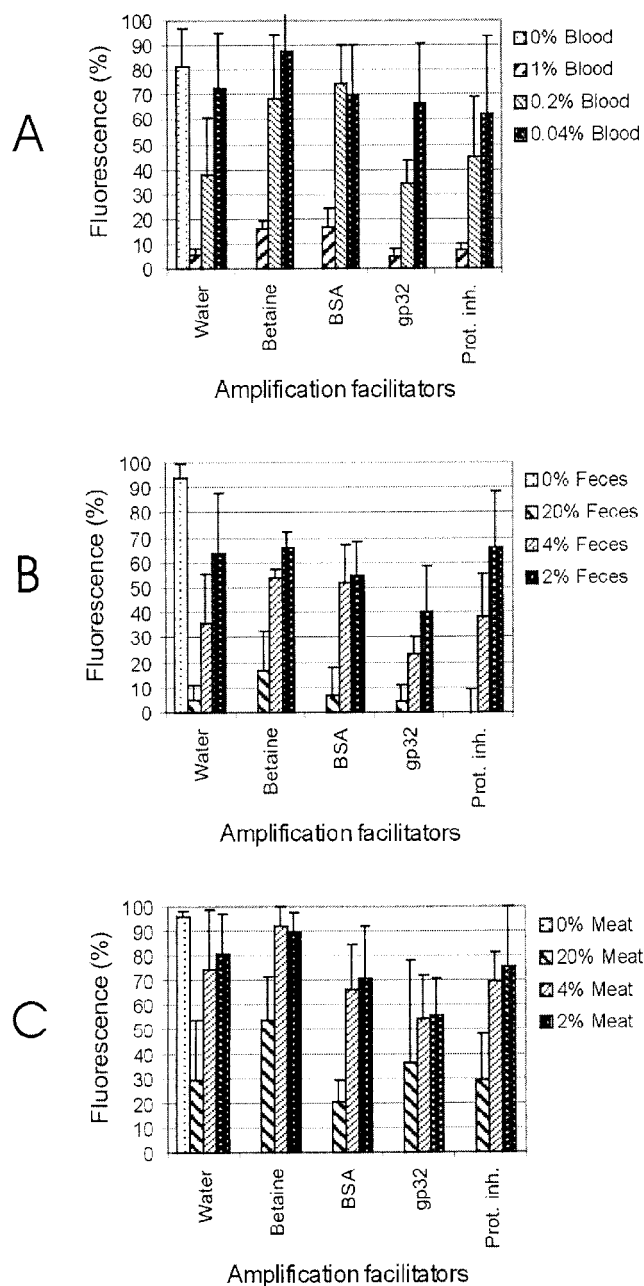 A
Fluorescence (%)
100
90
80
70
60
50
40
30
20
10
0
0% Blood
1% Blood
0.2% Blood
0.04% Blood
Water
Betaine
BSA
gp32
Prot. inh.
Amplification facilitators
B
Fluorescence (%)
100
90
80
70
60
50
40
30
20
10
0
0% Feces
20% Feces
4% Feces
2% Feces
Water
Betaine
BSA
gp32
Prot. inh.
Amplification facilitators
C
Fluorescence (%)
100
90
80
70
60
50
40
30
20
10
0
0% Meat
20% Meat
4% Meat
2% Meat
Water
Betaine
BSA
gp32
Prot. inh.
Amplification facilitators